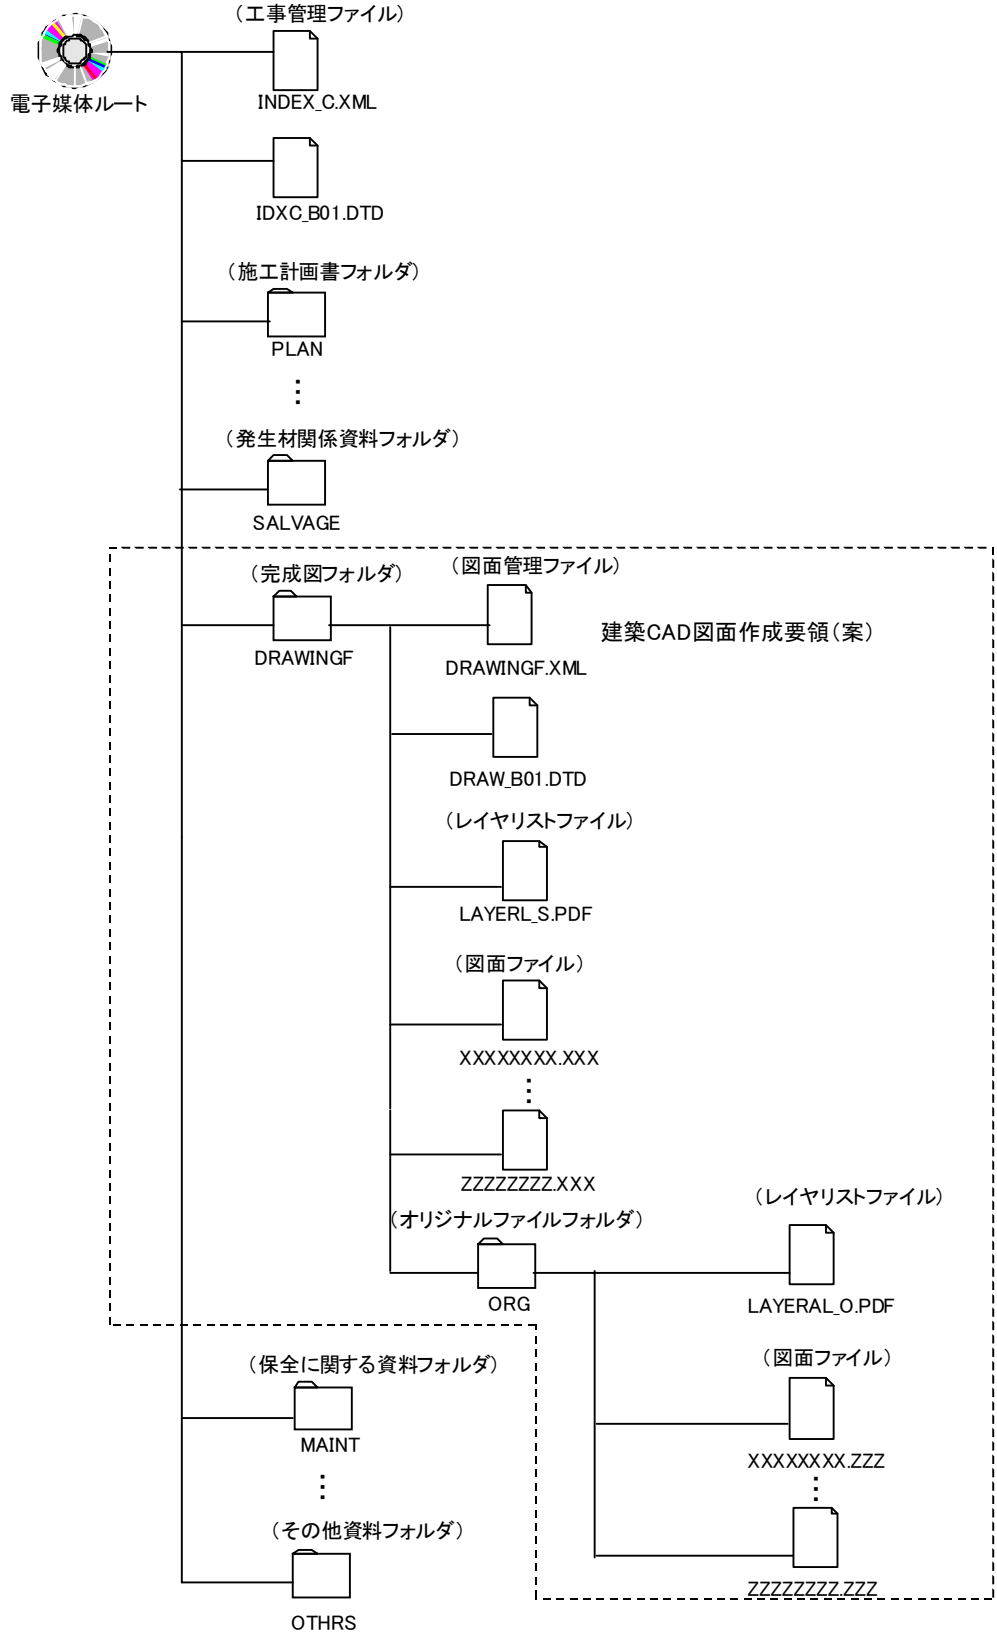 （工事管理ファイル）
電子媒体ルート
INDEX_C.XML
IDXC_B01.DTD
（施工計画書フォルダ）
PLAN
（発生材関係資料フォルダ）
SALVAGE
（完成図フォルダ）
DRAWINGF
（図面管理ファイル）
建築CAD図面作成要領（案）
DRAWINGF.XML
DRAW_B01.DTD
（レイヤリストファイル）
LAYERL_S.PDF
（図面ファイル）
XXXXXXXX.XXX
ZZZZZZZZ.XXX
（オリジナルファイルフォルダ）
ORG
（レイヤリストファイル）
LAYERAL_O.PDF
（図面ファイル）
XXXXXXXX.ZZZ
ZZZZZZZZ.ZZZ
（保全に関する資料フォルダ）
MAINT
（その他資料フォルダ）
OTHRS